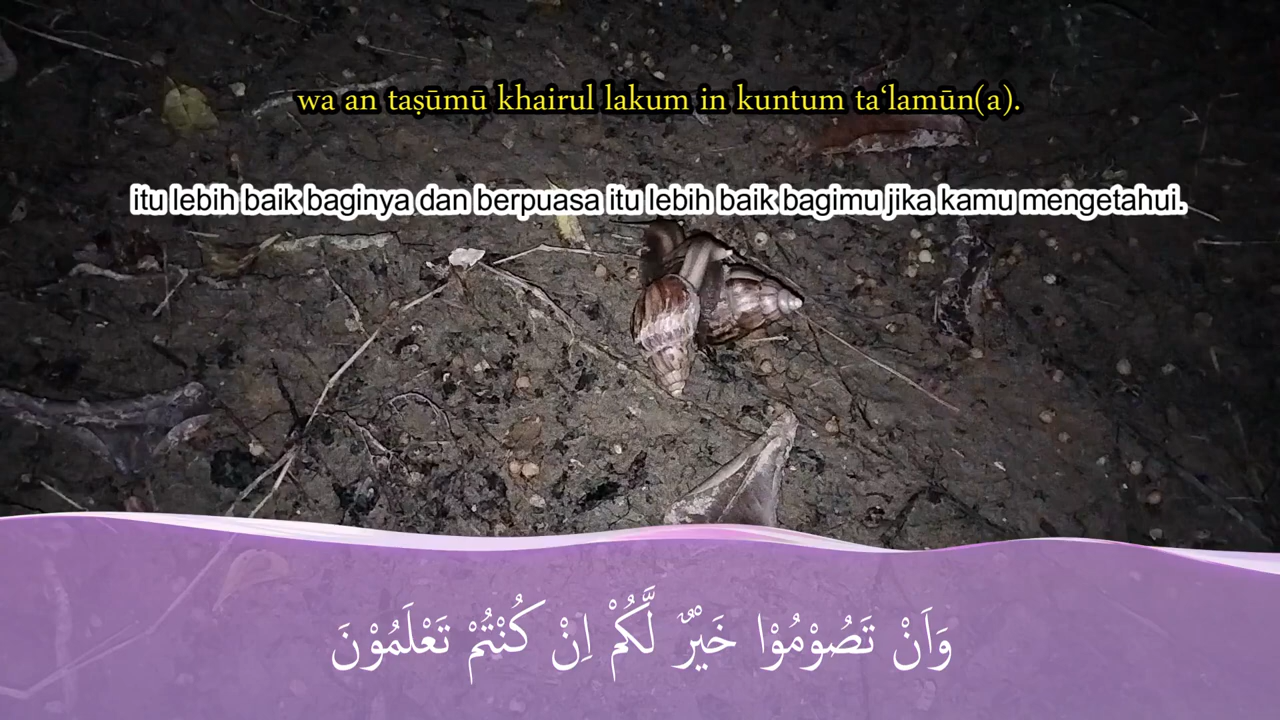 wa an taṣūmū khairul lakum in kuntum ta‘lamūn(a).
itu lebih baik baginya dan berpuasa itu lebih baik bagimu jika kamu mengetahui.
وَاَنْ تَصُوْمُوْا خَيْرٌ لَّكُمْ اِنْ كُنْتُمْ تَعْلَمُوْنَ